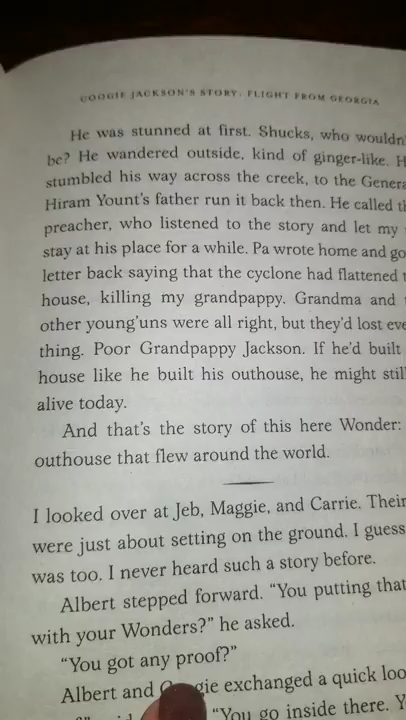 COOGIE JACKSON'S STORY: FLIGHT FROM GEORGIA
He was stunned at first. Shucks, who wouldn'
be? He wandered outside, kind of ginger-like. H
stumbled his way across the creek, to the Genera
Hiram Yount's father run it back then. He called th
preacher, who listened to the story and let my
stay at his place for a while. Pa wrote home and go
letter back saying that the cyclone had flattened
house, killing my grandpappy. Grandma and
other young'uns were all right, but they'd lost eve
thing. Poor Grandpappy Jackson. If he'd built
house like he built his outhouse, he might still
alive today.
And that's the story of this here Wonder:
outhouse that flew around the world.
I looked over at Jeb, Maggie, and Carrie. Their
were just about setting on the ground. I guess
was too. I never heard such a story before.
Albert stepped forward. "You putting that
with your Wonders?" he asked.
"You got any proof?"
Albert and gie exchanged a quick loo
"You go inside there. Y